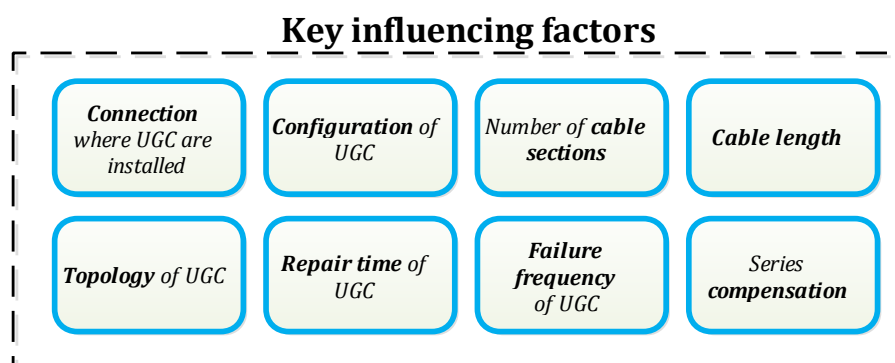 Key influencing factors
Connection
where UGC are
installed
Configuration of
UGC
Number of cable
sections
Cable length
Topology of UGC
Repair time of
UGC
Failure
frequency
of UGC
Series
compensation